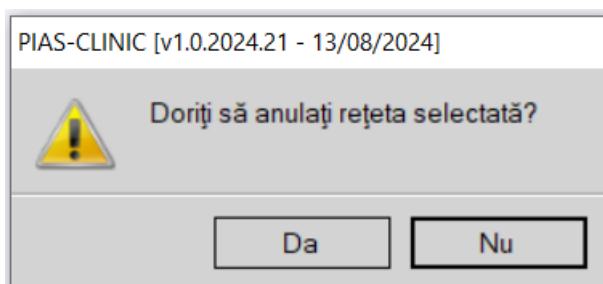 PIAS-CLINIC [v1.0.2024.21 - 13/08/2024]
Doriţi să anulaţi reţeta selectată?
Da
Nu